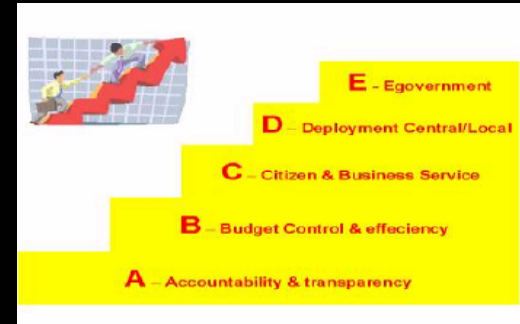 E - Egovernment
D - Deployment Central/Local
C - Citizen & Business Service
B - Budget Control & effeciency
A - Accountability & transparency